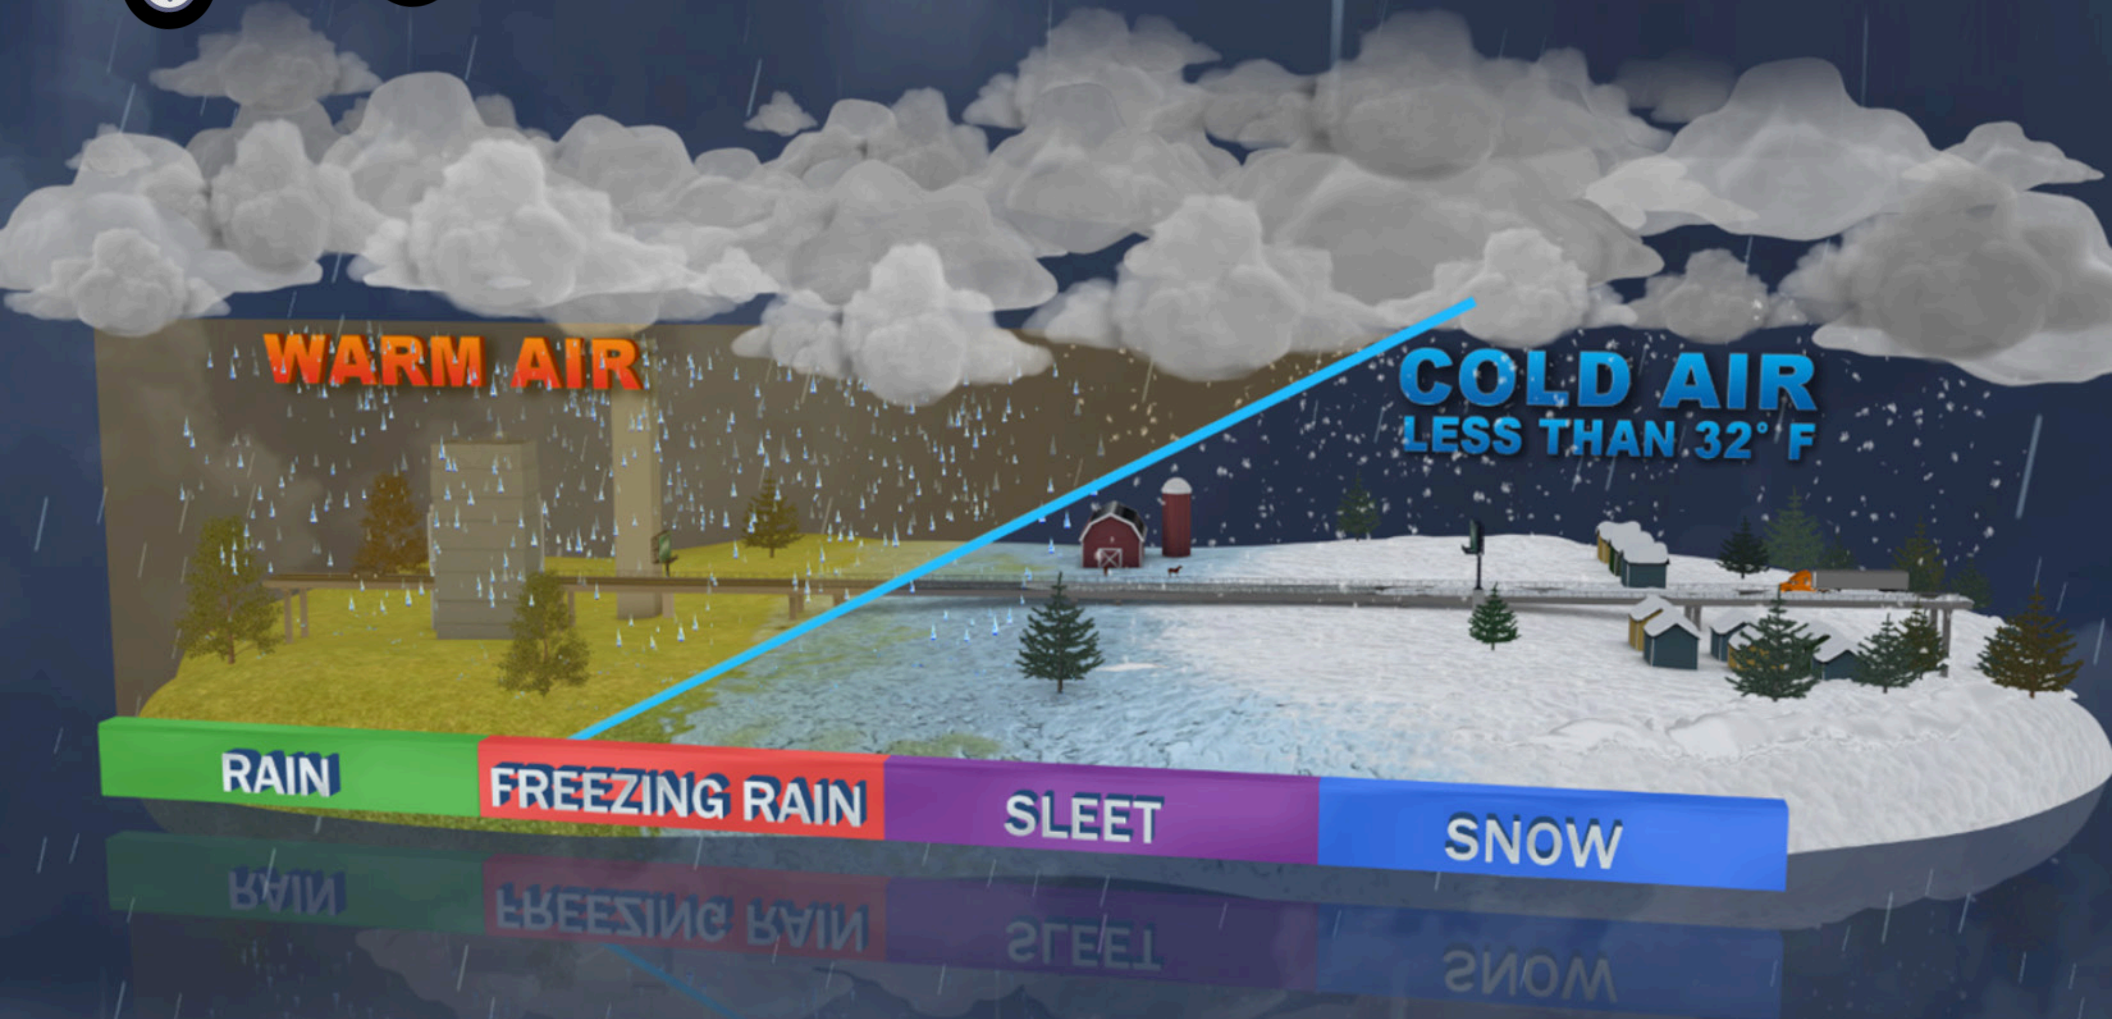 WARM AIR
COLD AIR
LESS THAN 32° F
RAIN
FREEZING RAIN
SLEET
SNOW